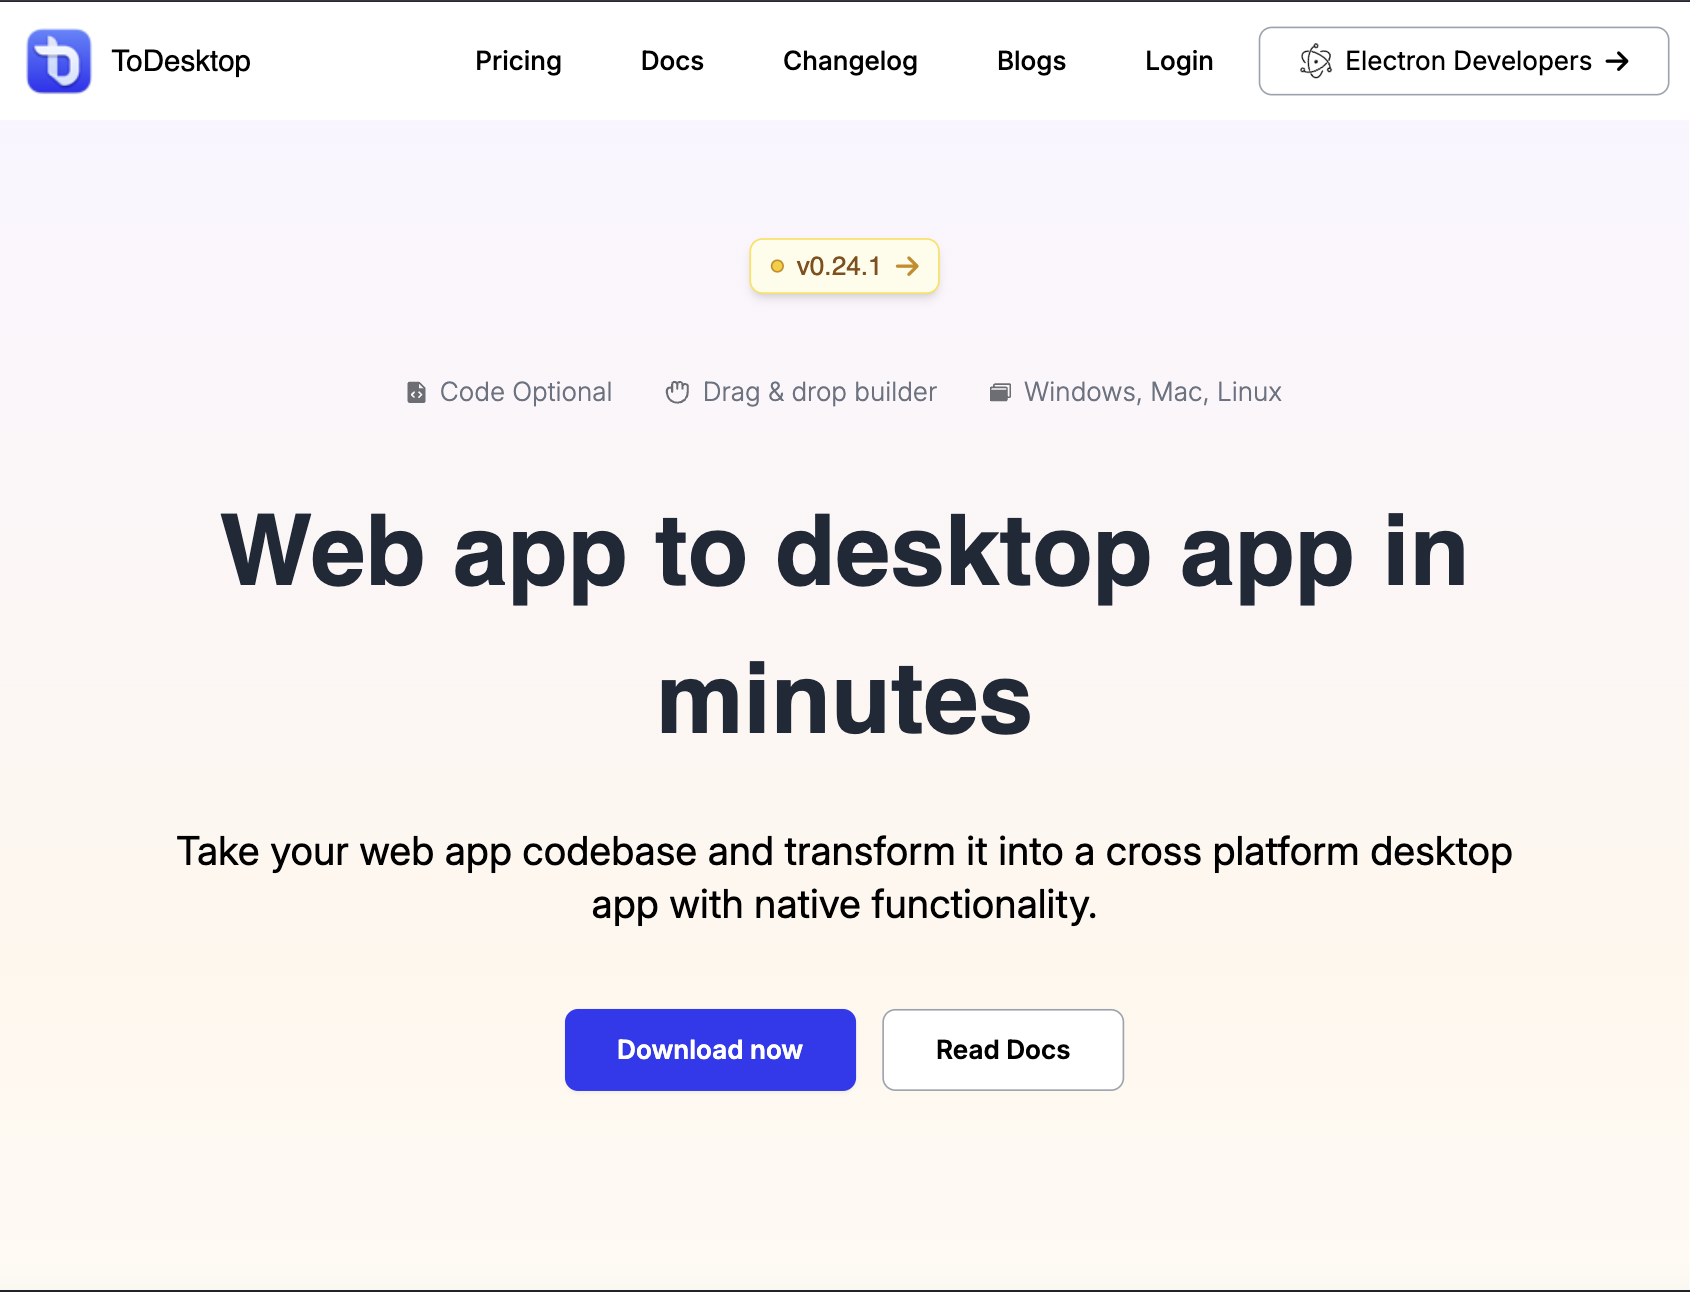 ToDesktop
Pricing
Docs
Changelog
Blogs
Login
Electron Developers →
v0.24.1 →
Code Optional
Drag & drop builder
Windows, Mac, Linux
Web app to desktop app in
minutes
Take your web app codebase and transform it into a cross platform desktop
app with native functionality.
Download now
Read Docs